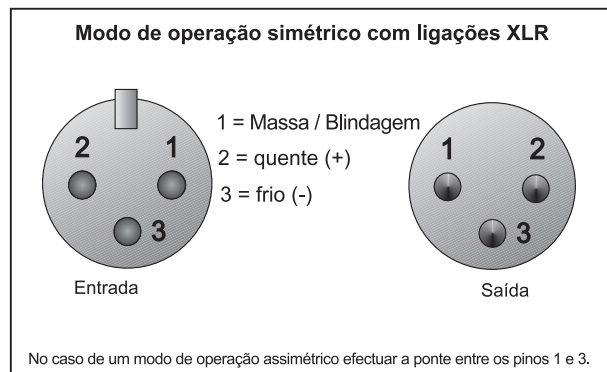 Modo de operação simétrico com ligações XLR
2 1
3
1 = Massa / Blindagem
2 = quente (+)
3 = frio (-)
1 2
3
Entrada
Saída
No caso de um modo de operação assimétrico efectuar a ponte entre os pinos 1 e 3.